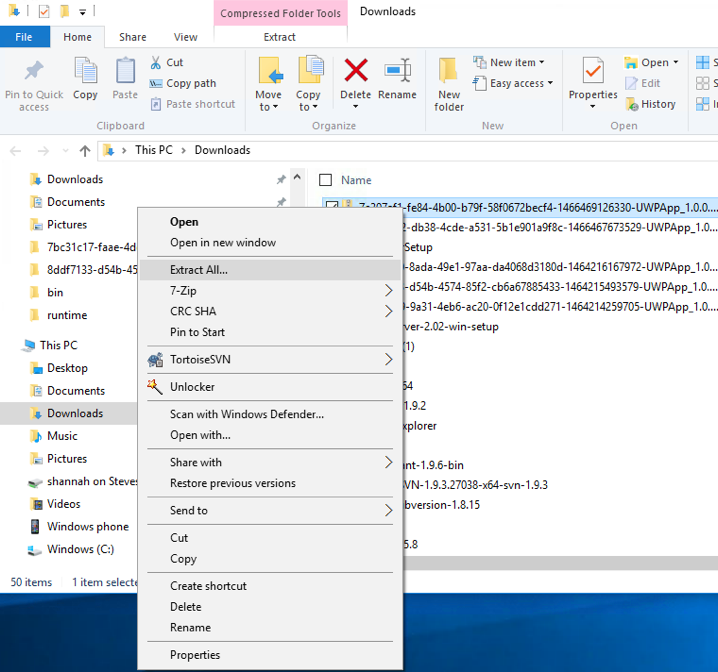 Compressed Folder Tools
Downloads
File
Home
Share
View
Extract
Pin to Quick access
Copy
Paste
Cut
Copy path
Paste shortcut
Clipboard
Move to
Copy to
Delete
Rename
Organize
New folder
New item
Easy access
New
Properties
Open
Edit
History
Open
This PC
Downloads
Downloads
Documents
Pictures
7bc31c17-faae-4d
8ddf7133-d54b-45
bin
runtime
This PC
Desktop
Documents
Downloads
Music
Pictures
shannah on Steves
Videos
Windows phone
Windows (C:)
50 items
1 item selecte
Name
-fe84-4b00-b79f-58f0672becf4-1466469126330-UWPApp_1.0.0....
2-db38-4cde-a531-5b1e901a9f8c-1466467673529-UWPApp_1.0....
Setup
-8ada-49e1-97aa-da4068d3180d-1464216167972-UWPApp_1.0....
-d54b-4574-85f2-cb6a67885433-1464215493579-UWPApp_1.0....
9-9a31-4eb6-ac20-0f12e1cdd271-1464214259705-UWPApp_1.0....
rver-2.02-win-setup
(1)
64
1.9.2
xplorer
nt-1.9.6-bin
VN-1.9.3.27038-x64-svn-1.9.3
bversion-1.8.15
5.8
Open
Open in new window
Extract All...
7-Zip
CRC SHA
Pin to Start
TortoiseSVN
Unlocker
Scan with Windows Defender...
Open with...
Share with
Restore previous versions
Send to
Cut
Copy
Create shortcut
Delete
Rename
Properties